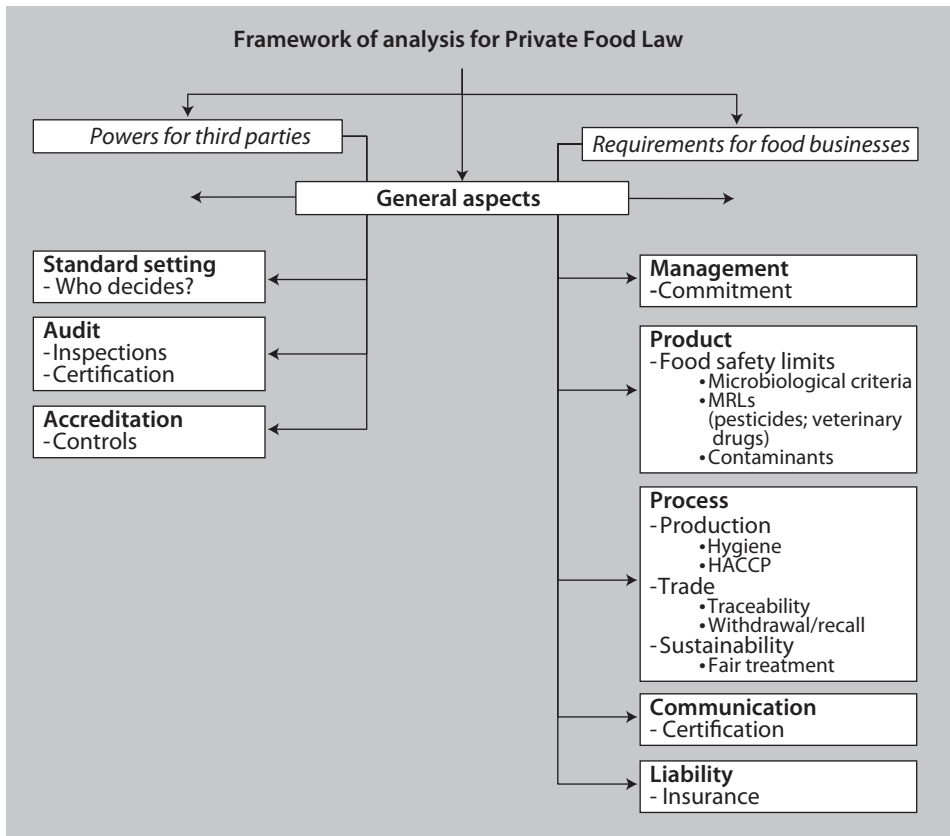 Framework of analysis for Private Food Law
Powers for third parties
Requirements for food businesses
General aspects
Standard setting
- Who decides?
Audit
-Inspections
-Certification
Accreditation
-Controls
Management
-Commitment
Product
-Food safety limits
•Microbiological criteria
•MRLs
(pesticides; veterinary
drugs)
•Contaminants
Process
-Production
•Hygiene
•HACCP
-Trade
•Traceability
•Withdrawal/recall
-Sustainability
•Fair treatment
Communication
- Certification
Liability
- Insurance